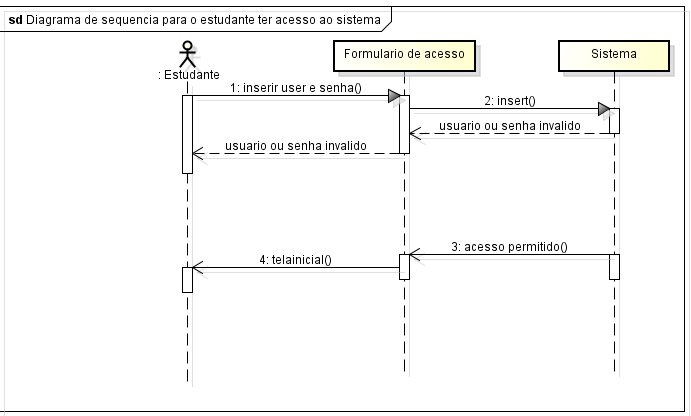 sd Diagrama de sequencia para o estudante ter acesso ao sistema
Formulario de acesso
Sistema
: Estudante
1: inserir user e senha()
2: insert()
usuario ou senha invalido
usuario ou senha invalido
3: acesso permitido()
4: telainicial()